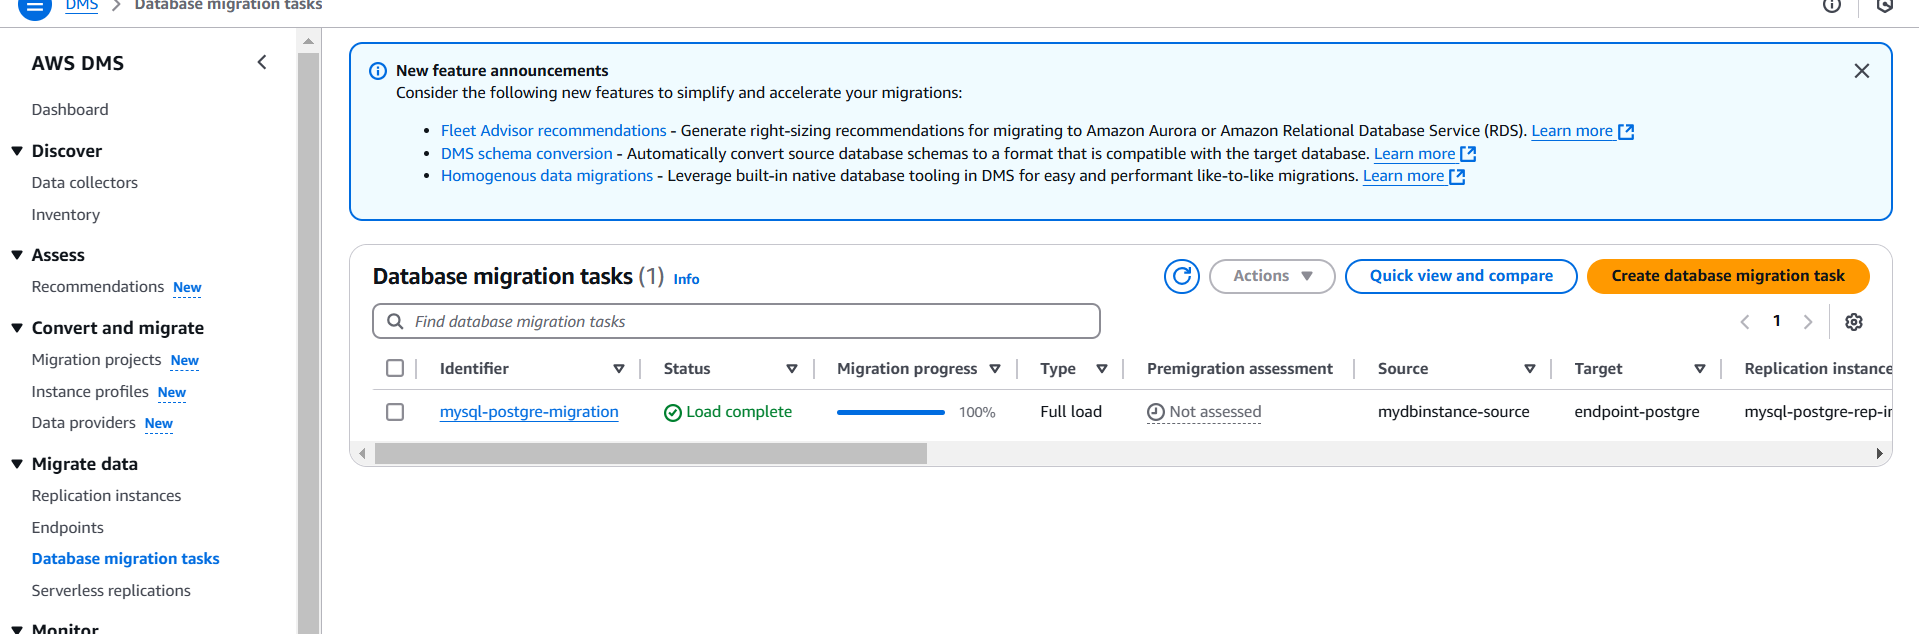 DMS > Database migration tasks
AWS DMS
Dashboard
Discover
Data collectors
Inventory
Assess
Recommendations New
Convert and migrate
Migration projects New
Instance profiles New
Data providers New
Migrate data
Replication instances
Endpoints
Database migration tasks
Serverless replications
Monitor
New feature announcements
Consider the following new features to simplify and accelerate your migrations:
• Fleet Advisor recommendations - Generate right-sizing recommendations for migrating to Amazon Aurora or Amazon Relational Database Service (RDS). Learn more
• DMS schema conversion - Automatically convert source database schemas to a format that is compatible with the target database. Learn more
• Homogenous data migrations - Leverage built-in native database tooling in DMS for easy and performant like-to-like migrations. Learn more
Database migration tasks (1) Info
Actions
Quick view and compare
Create database migration task
Find database migration tasks
1
Identifier Status Migration progress Type Premigration assessment Source Target Replication instance
mysql-postgre-migration Load complete 100% Full load Not assessed mydbinstance-source endpoint-postgre mysql-postgre-rep-i